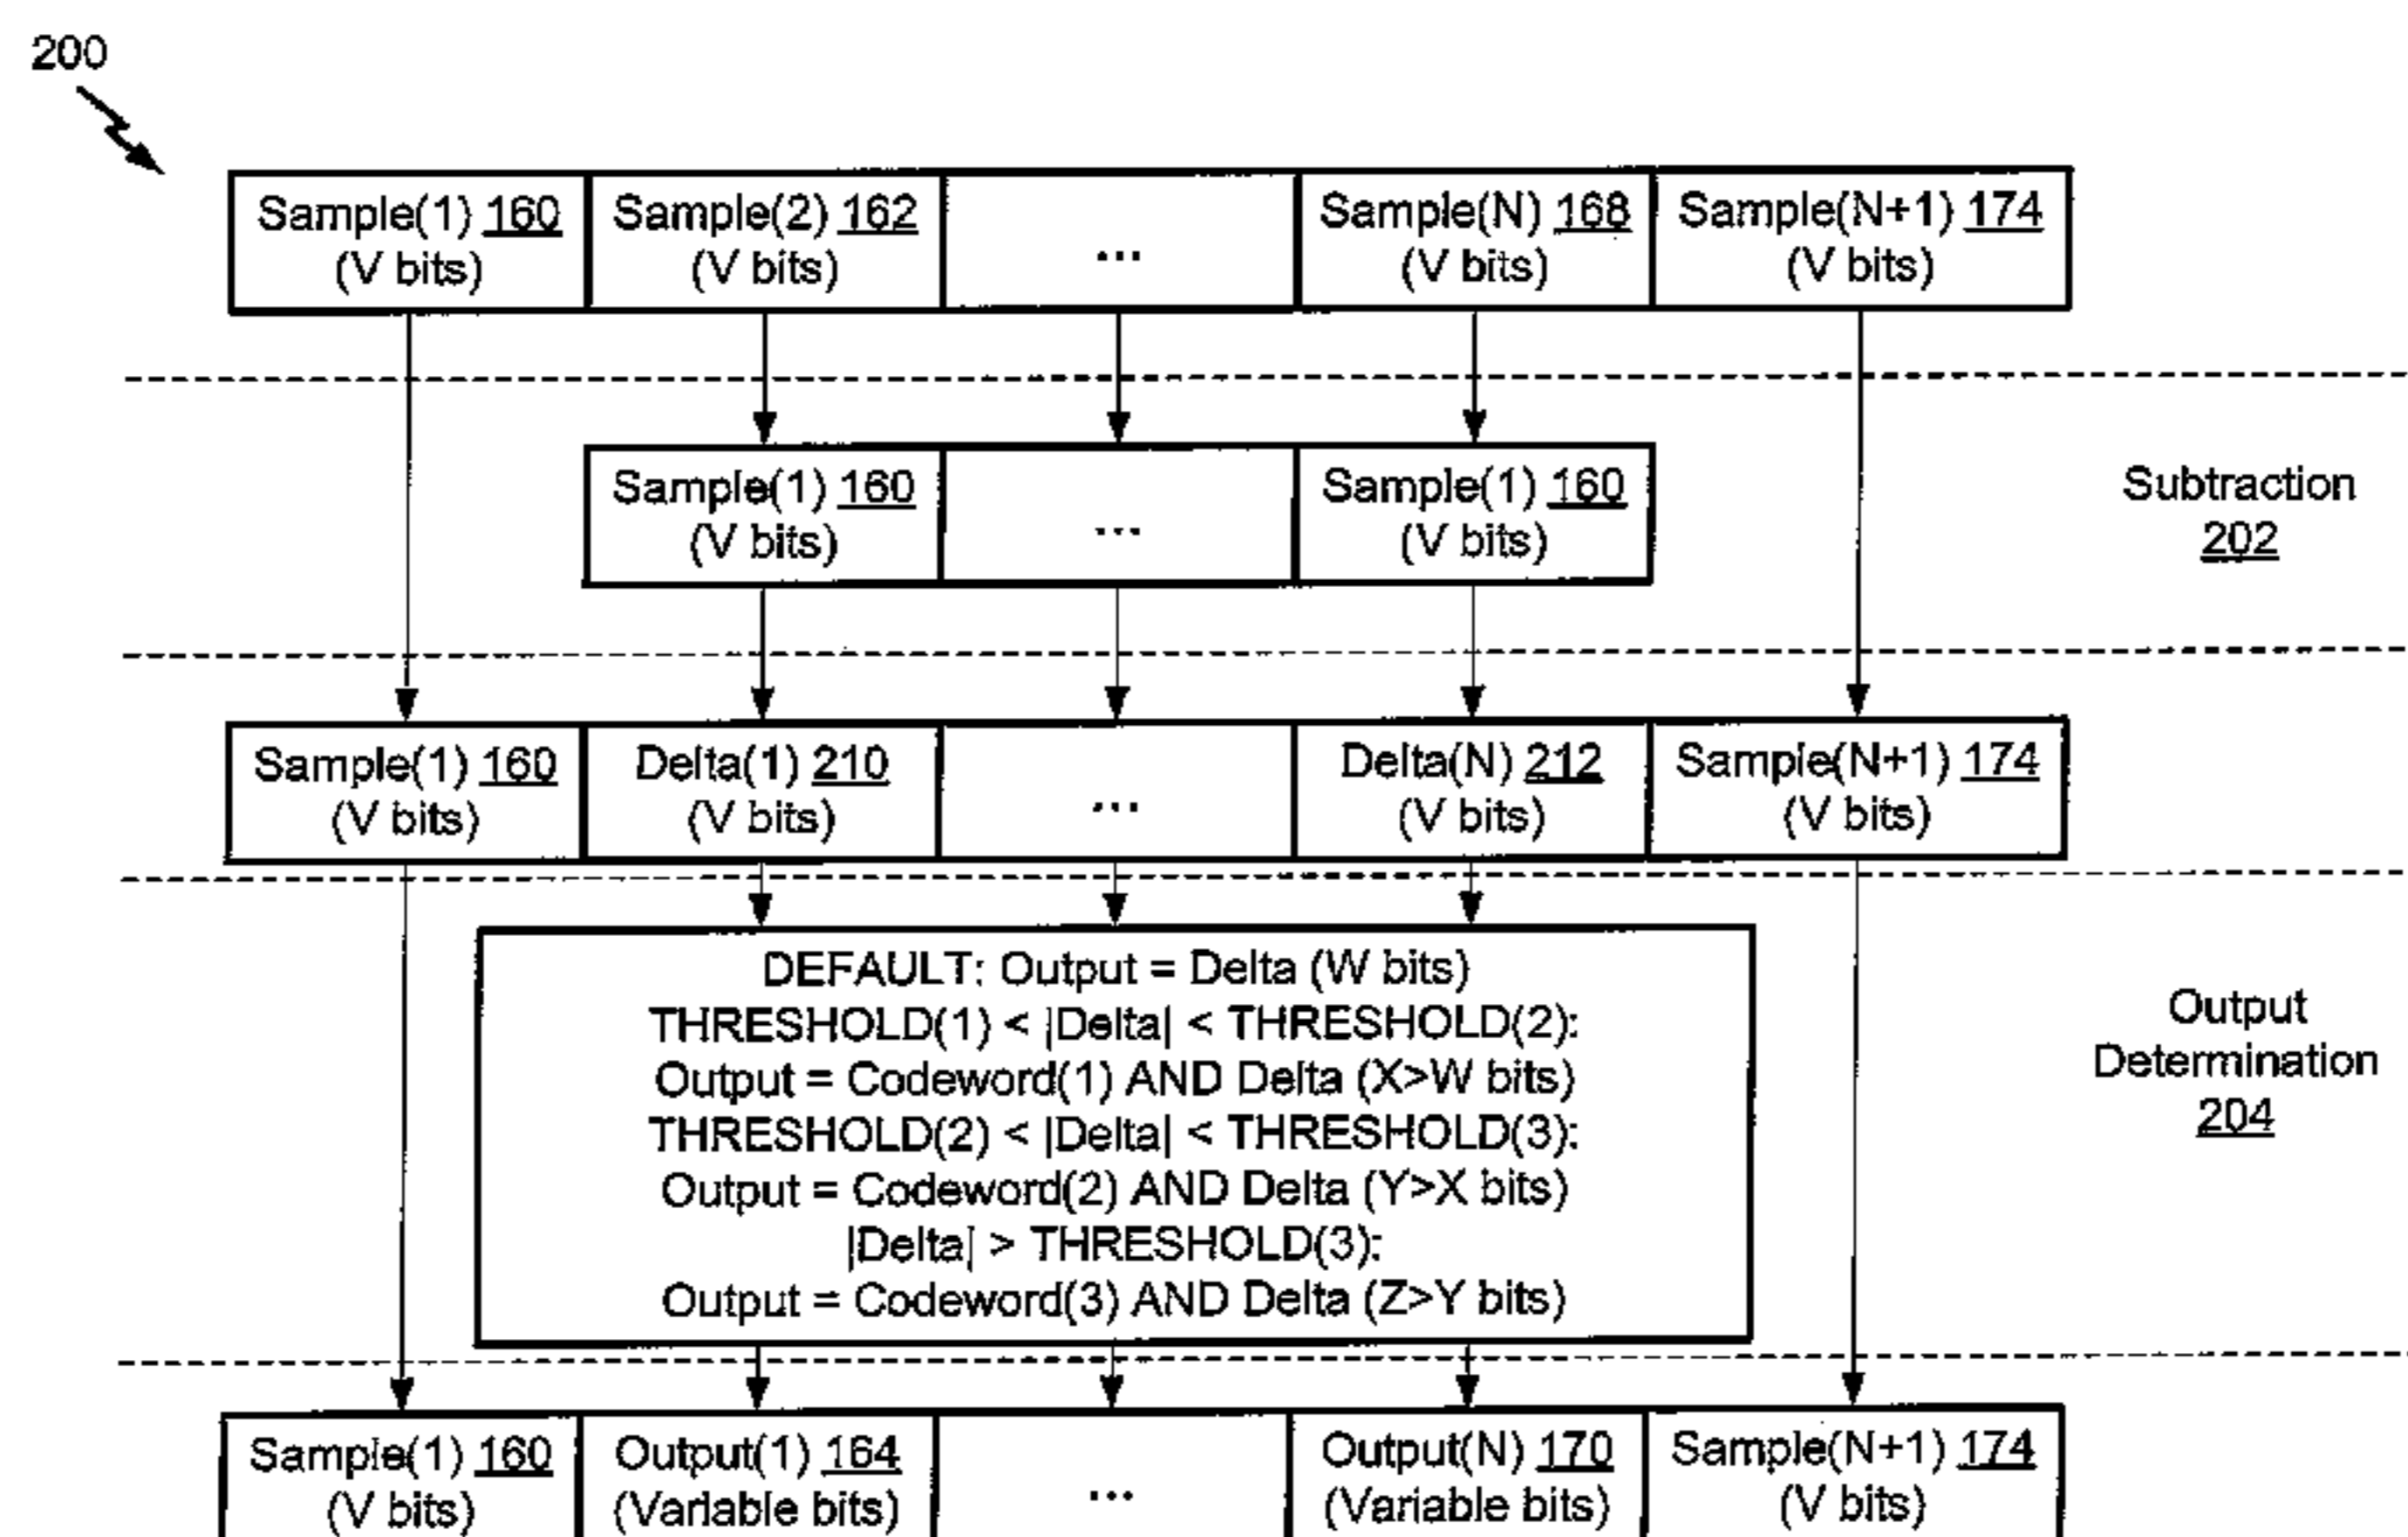 200
Sample(1) 160
(V bits)
Sample(2) 162
(V bits)
...
Sample(N) 168
(V bits)
Sample(N+1) 174
(V bits)
Sample(1) 160
(V bits)
...
Sample(1) 160
(V bits)
Subtraction
202
Sample(1) 160
(V bits)
Delta(1) 210
(V bits)
...
Delta(N) 212
(V bits)
Sample(N+1) 174
(V bits)
DEFAULT: Output = Delta (W bits)
THRESHOLD(1) < |Delta| < THRESHOLD(2):
Output = Codeword(1) AND Delta (X>W bits)
THRESHOLD(2) < |Delta| < THRESHOLD(3):
Output = Codeword(2) AND Delta (Y>X bits)
|Delta| > THRESHOLD(3):
Output = Codeword(3) AND Delta (Z>Y bits)
Output
Determination
204
Sample(1) 160
(V bits)
Output(1) 164
(Variable bits)
...
Output(N) 170
(Variable bits)
Sample(N+1) 174
(V bits)